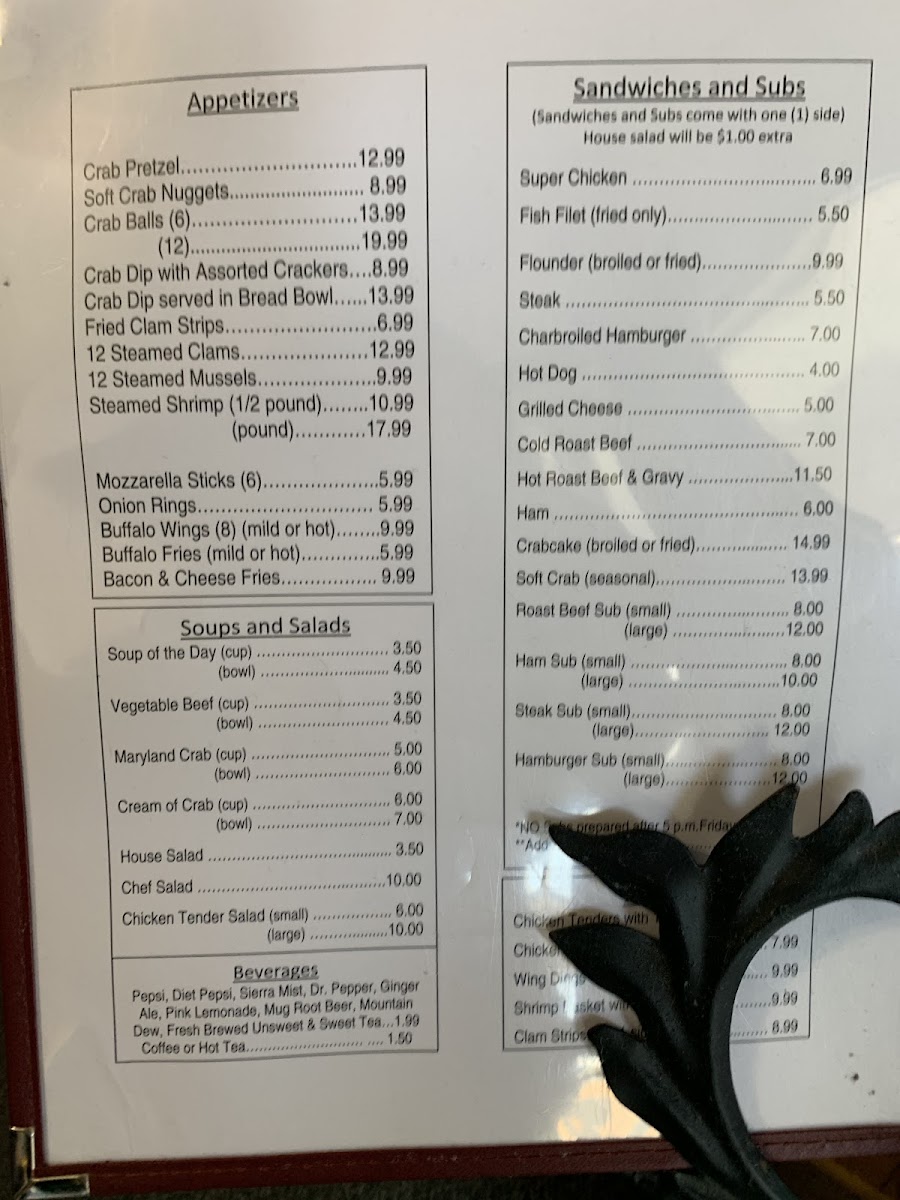 Appetizers
Crab Pretzel..............................12.99
Soft Crab Nuggets......................... 8.99
Crab Balls (6)............................13.99
(12)..............................19.99
Crab Dip with Assorted Crackers....8.99
Crab Dip served in Bread Bowl......13.99
Fried Clam Strips.........................6.99
12 Steamed Clams.....................12.99
12 Steamed Mussels....................9.99
Steamed Shrimp (1/2 pound)........10.99
(pound)............17.99
Mozzarella Sticks (6)...................5.99
Onion Rings............................. 5.99
Buffalo Wings (8) (mild or hot)........9.99
Buffalo Fries (mild or hot).............5.99
Bacon & Cheese Fries................. 9.99
Soups and Salads
Soup of the Day (cup) ............................ 3.50
(bowl) ............................ 4.50
Vegetable Beef (cup) ............................ 3.50
(bowl) ............................ 4.50
Maryland Crab (cup) ............................ 5.00
(bowl) ............................ 6.00
Cream of Crab (cup) ............................ 6.00
(bowl) ............................ 7.00
House Salad ........................................ 3.50
Chef Salad ........................................10.00
Chicken Tender Salad (small) ................. 6.00
(large) .................10.00
Beverages
Pepsi, Diet Pepsi, Sierra Mist, Dr. Pepper, Ginger
Ale, Pink Lemonade, Mug Root Beer, Mountain
Dew, Fresh Brewed Unsweet & Sweet Tea...1.99
Coffee or Hot Tea............................ .... 1.50
Sandwiches and Subs
(Sandwiches and Subs come with one (1) side)
House salad will be $1.00 extra
Super Chicken ..................................... 6.99
Fish Filet (fried only)............................. 5.50
Flounder (broiled or fried)......................9.99
Steak ................................................. 5.50
Charbroiled Hamburger ........................ 7.00
Hot Dog .............................................. 4.00
Grilled Cheese .................................... 5.00
Cold Roast Beef .................................. 7.00
Hot Roast Beef & Gravy ......................11.50
Ham .................................................... 6.00
Crabcake (broiled or fried)................... 14.99
Soft Crab (seasonal)........................... 13.99
Roast Beef Sub (small) ........................ 8.00
(large) .......................12.00
Ham Sub (small) ................................. 8.00
(large) ................................10.00
Steak Sub (small)............................... 8.00
(large)............................ 12.00
Hamburger Sub (small)........................ 8.00
(large)......................12.00
*NO Subs prepared after 5 p.m. Friday
**Add
Chicken Tenders with
7.99
Wing Dings ..... 9.99
Shrimp Basket with ........9.99
Clam Strips ......... 8.99